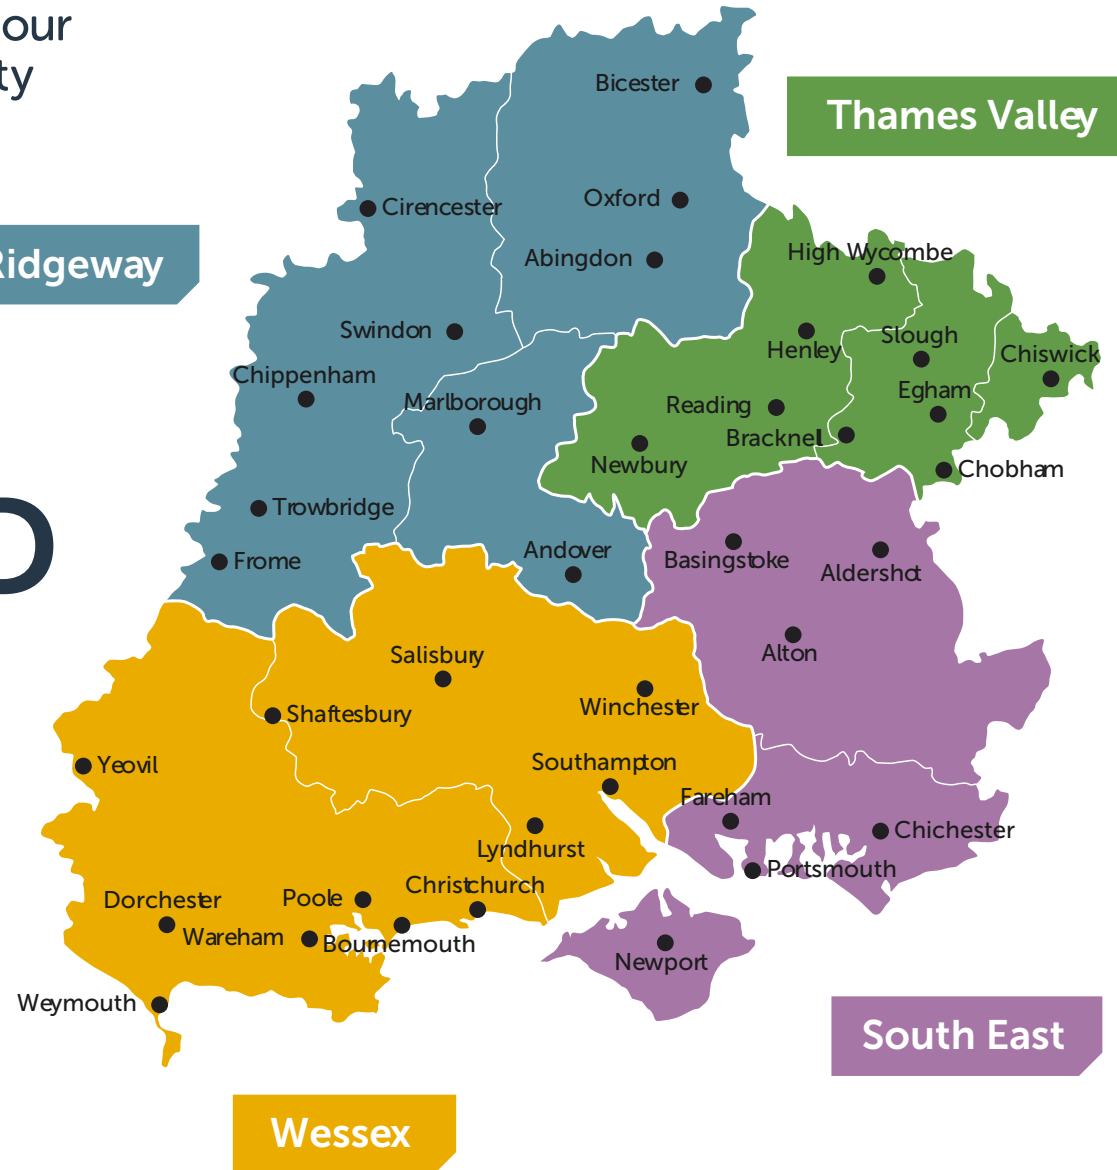 our
ty
Bicester
Thames Valley
Oxford
Cirencester
High Wycombe
Abingdon
Ridgeway
Swindon
Slough
Henley
Chiswick
Chippenham
Egham
Marlborough
Reading
Bracknell
Newbury
Chobham
Trowbridge
Andover
Basingstoke
Frome
Aldershot
Salisbury
Alton
Winchester
Shaftesbury
Yeovil
Southampton
Fareham
Chichester
Lyndhurst
Portsmouth
Christchurch
Poole
Dorchester
Wareham
Bournemouth
Newport
Weymouth
South East
Wessex